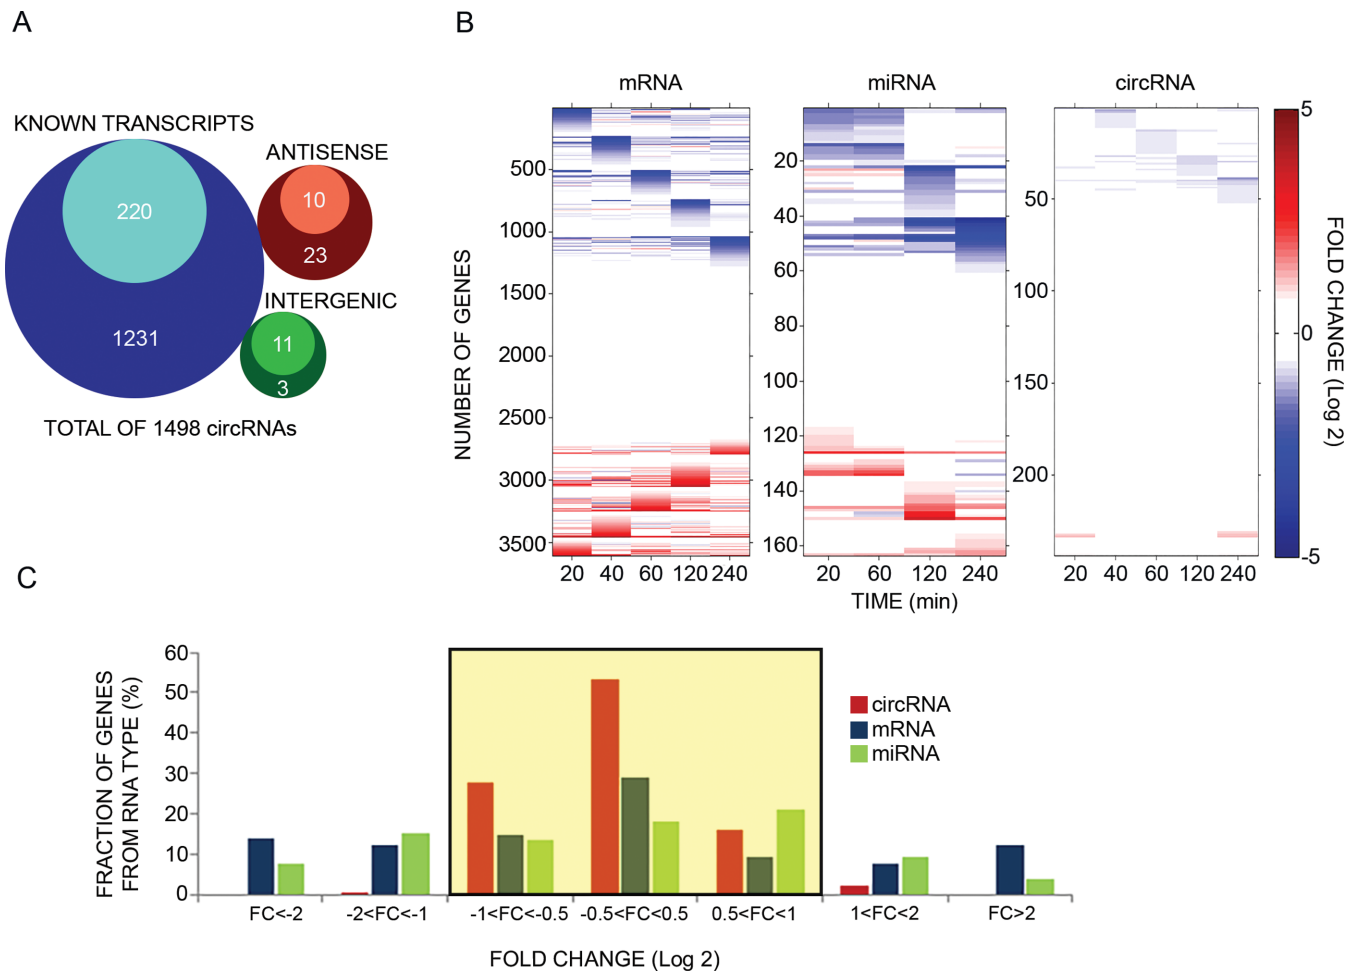 A
KNOWN TRANSCRIPTS
220
1231
ANTISENSE
10
23
INTERGENIC
11
3
TOTAL OF 1498 circRNAs
B
mRNA
miRNA
circRNA
NUMBER OF GENES
500
1000
1500
2000
2500
3000
3500
20 40 60 120 240
20
40
60
80
100
120
140
160
20 60 120 240
50
100
150
200
20 40 60 120 240
TIME (min)
5
0
-5
FOLD CHANGE (Log 2)
C
FRACTION OF GENES
FROM RNA TYPE (%)
60
50
40
30
20
10
0
circRNA
mRNA
miRNA
FC<-2 -2<FC<-1 -1<FC<-0.5 -0.5<FC<0.5 0.5<FC<1 1<FC<2 FC>2
FOLD CHANGE (Log 2)